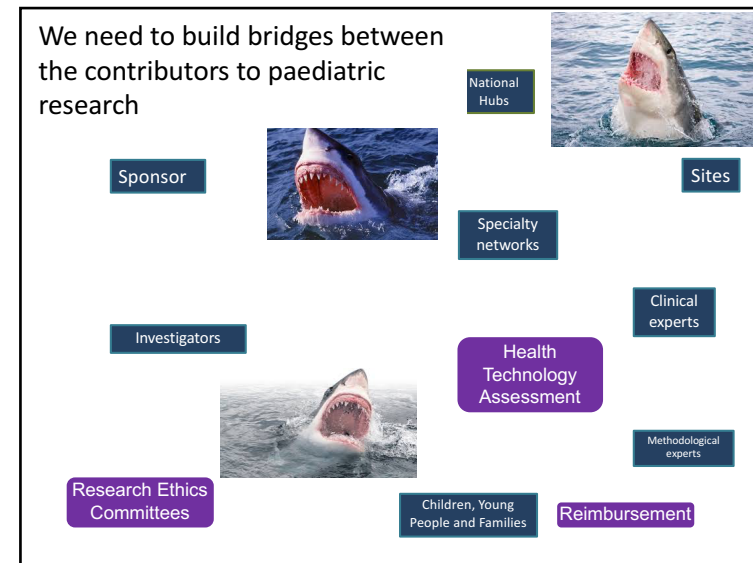 We need to build bridges between
the contributors to paediatric
research
National
Hubs
Sponsor
Sites
Specialty
networks
Clinical
experts
Investigators
Health
Technology
Assessment
Methodological
experts
Research Ethics
Committees
Children, Young
People and Families
Reimbursement